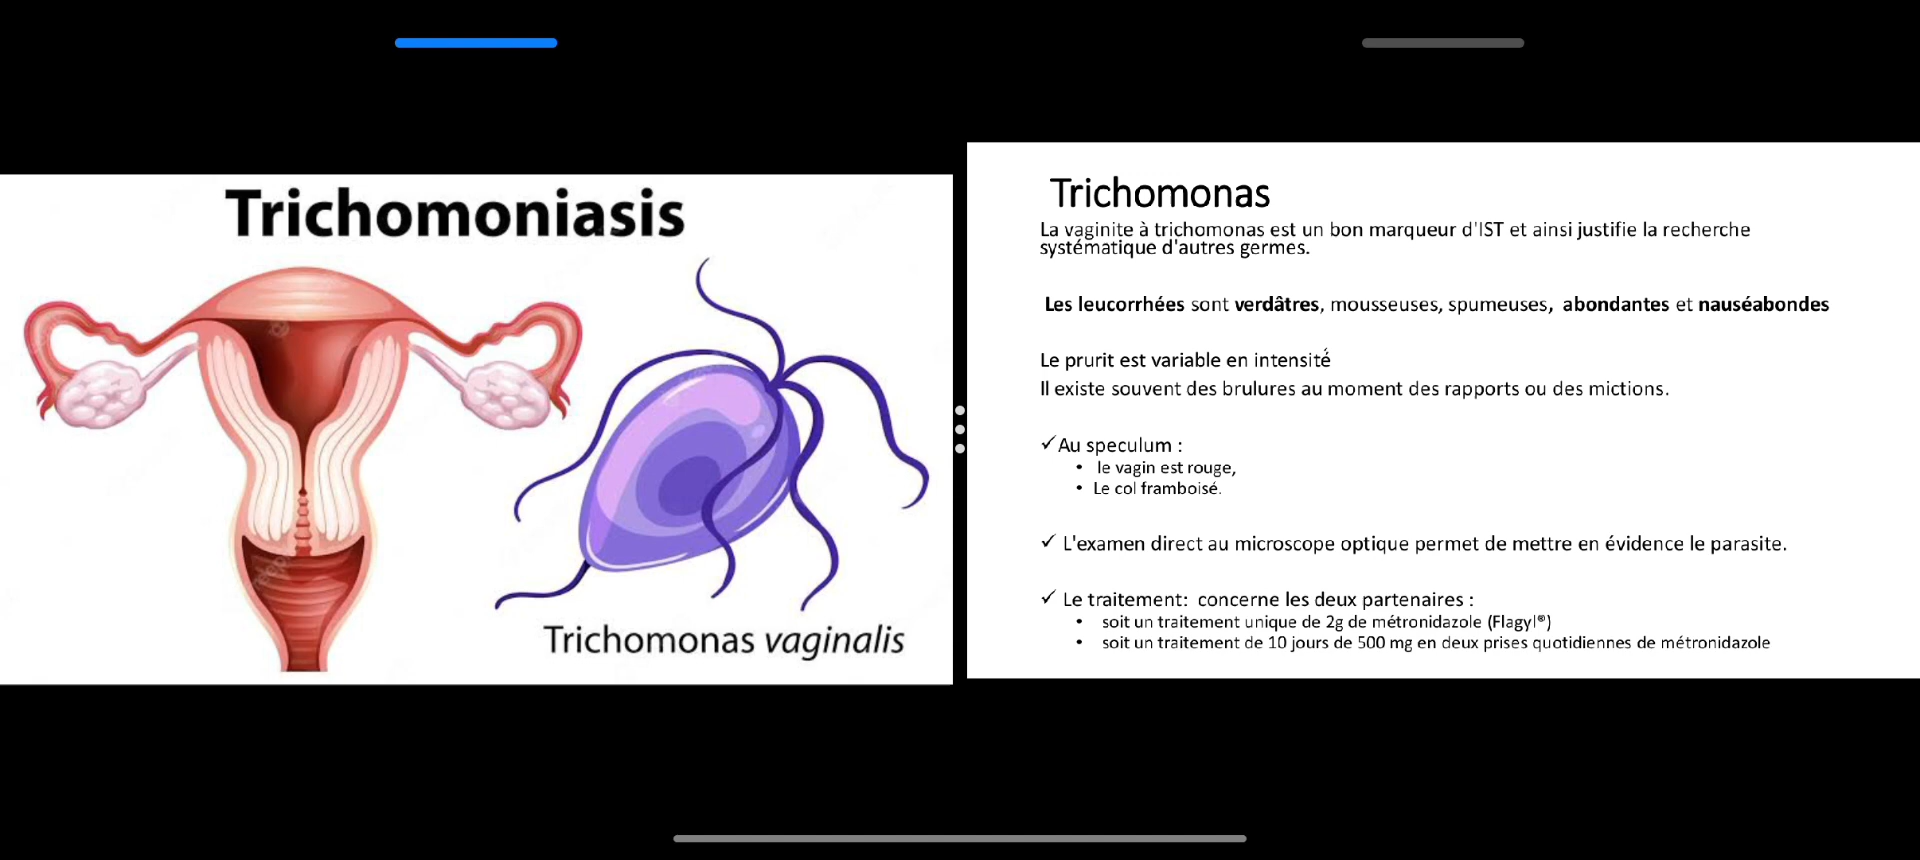 Trichomoniasis
Trichomonas vaginalis
Trichomonas
La vaginite à trichomonas est un bon marqueur d'IST et ainsi justifie la recherche
systématique d'autres germes.
Les leucorrhées sont verdâtres, mousseuses, spumeuses, abondantes et nauséabondes
Le prurit est variable en intensité
Il existe souvent des brulures au moment des rapports ou des mictions.
✓Au speculum :
• le vagin est rouge,
• Le col framboisé.
✓ L'examen direct au microscope optique permet de mettre en évidence le parasite.
✓ Le traitement: concerne les deux partenaires :
• soit un traitement unique de 2g de métronidazole (Flagyl®)
• soit un traitement de 10 jours de 500 mg en deux prises quotidiennes de métronidazole